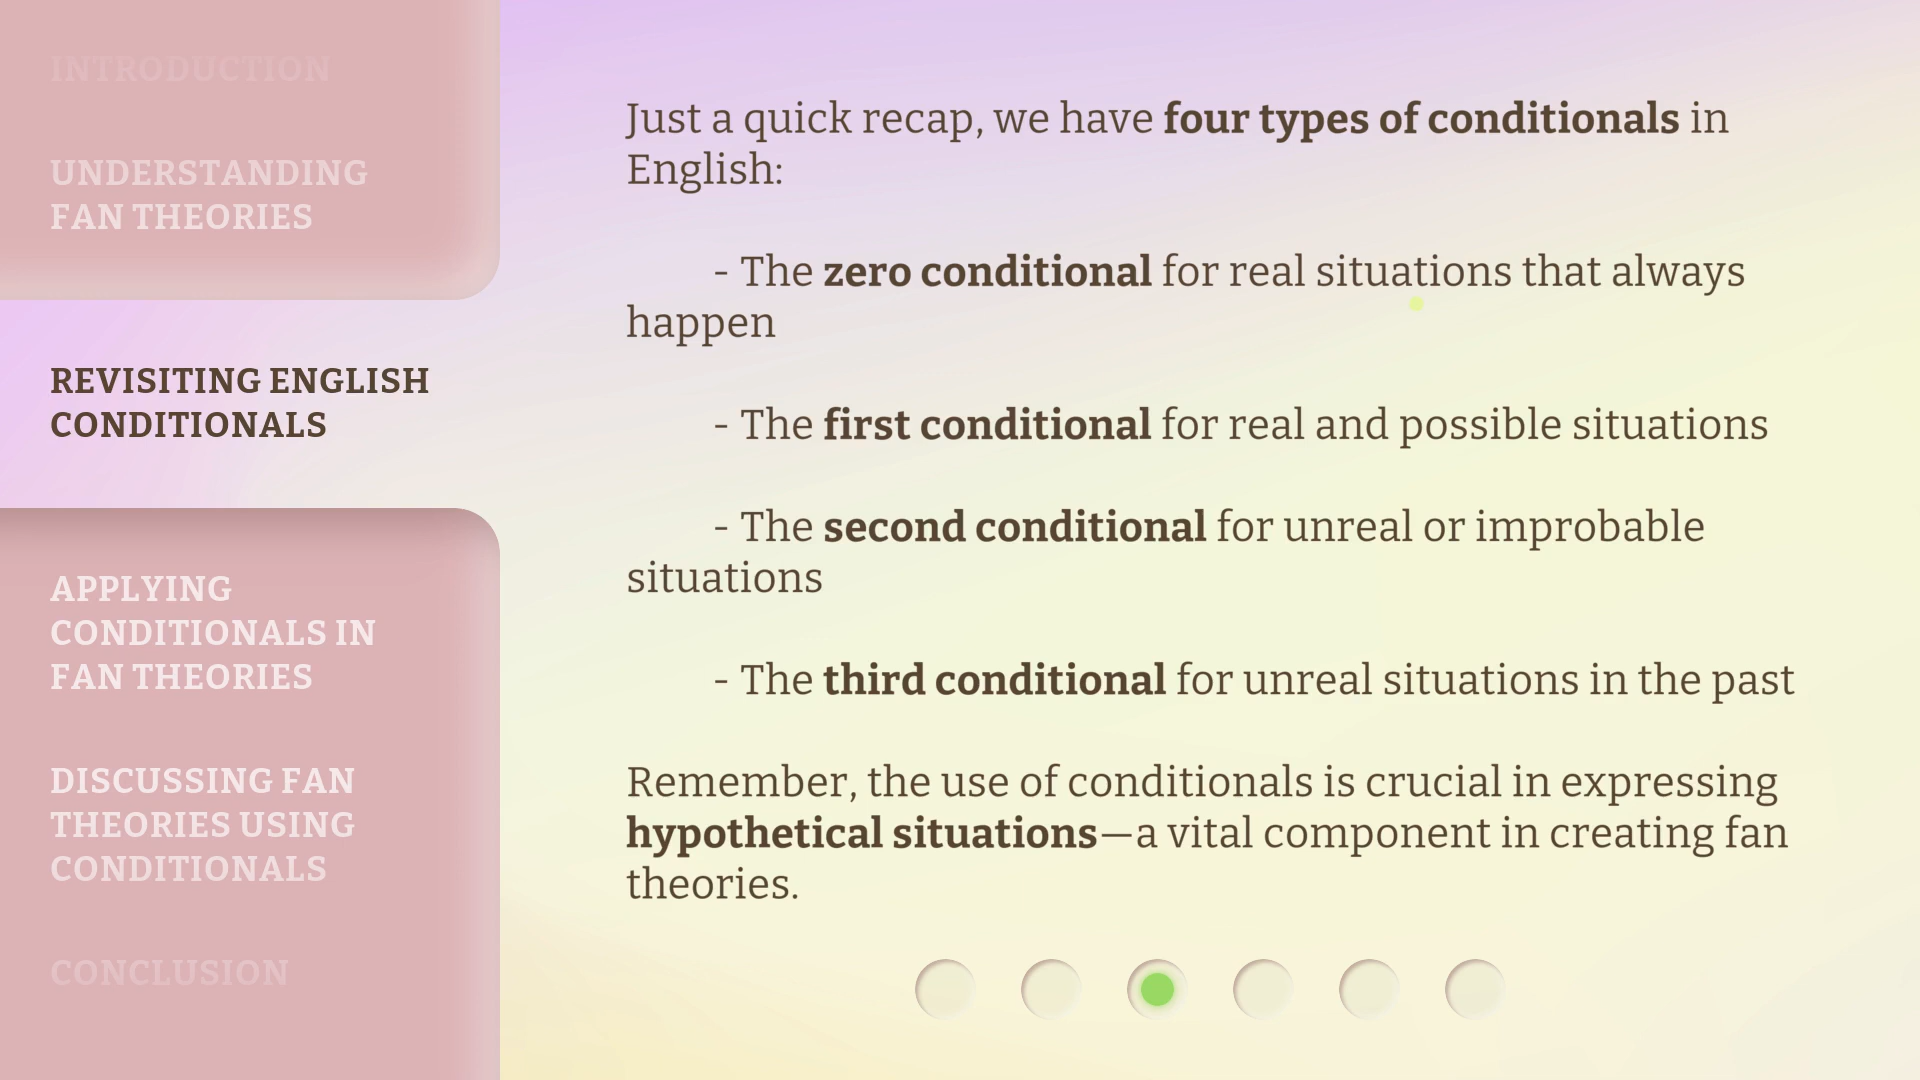 INTRODUCTION
UNDERSTANDING
FAN THEORIES
REVISITING ENGLISH
CONDITIONALS
APPLYING
CONDITIONALS IN
FAN THEORIES
DISCUSSING FAN
THEORIES USING
CONDITIONALS
CONCLUSION
Just a quick recap, we have four types of conditionals in
English:
- The zero conditional for real situations that always
happen
- The first conditional for real and possible situations
- The second conditional for unreal or improbable
situations
- The third conditional for unreal situations in the past
Remember, the use of conditionals is crucial in expressing
hypothetical situations—a vital component in creating fan
theories.